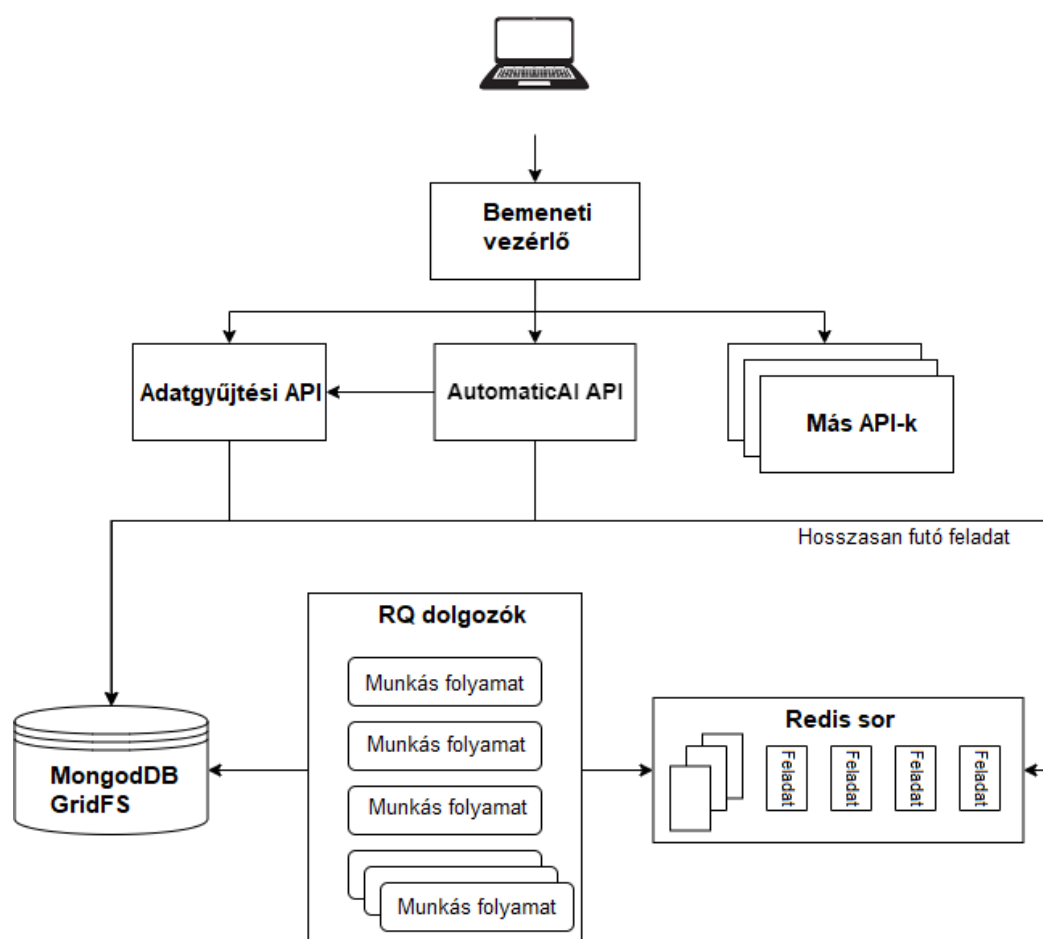 Bemeneti
vezérlő
Adatgyűjtési API
AutomaticAI API
Más API-k
Hosszasan futó feladat
RQ dolgozók
Munkás folyamat
Munkás folyamat
Munkás folyamat
Munkás folyamat
MongodDB
GridFS
Redis sor
Feladat
Feladat
Feladat
Feladat